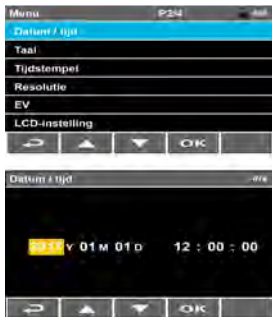 Menu P2/4
Datum / tijd
Taal
Tijdstempel
Resolutie
EV
LCD-instelling
OK
Datum / tijd
Y 01 M 01 D 12 : 00 : 00
OK